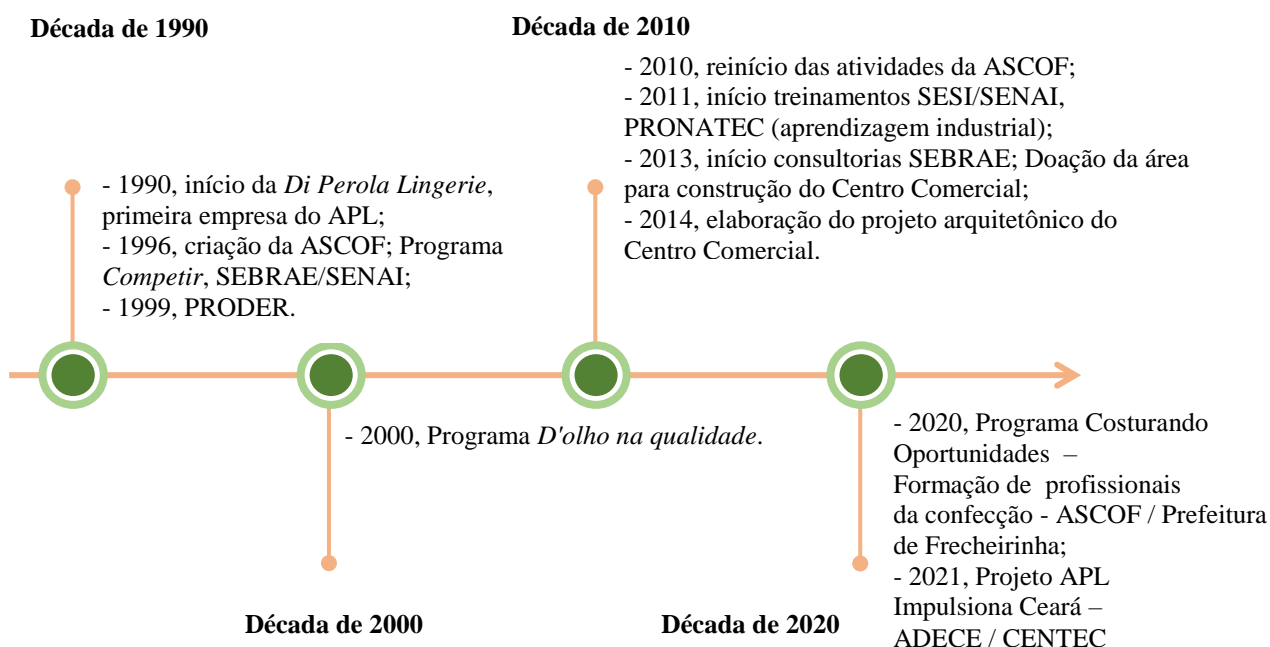 Década de 1990
- 1990, início da Di Perola Lingerie,
primeira empresa do APL;
- 1996, criação da ASCOF; Programa
Competir, SEBRAE/SENAI;
- 1999, PRODER.
- 2000, Programa D'olho na qualidade.
Década de 2000
Década de 2010
- 2010, reinício das atividades da ASCOF;
- 2011, início treinamentos SESI/SENAI,
PRONATEC (aprendizagem industrial);
- 2013, início consultorias SEBRAE; Doação da área
para construção do Centro Comercial;
- 2014, elaboração do projeto arquitetônico do
Centro Comercial.
- 2020, Programa Costurando
Oportunidades –
Formação de profissionais
da confecção - ASCOF / Prefeitura
de Frecheirinha;
- 2021, Projeto APL
Impulsiona Ceará –
ADECE / CENTEC
Década de 2020